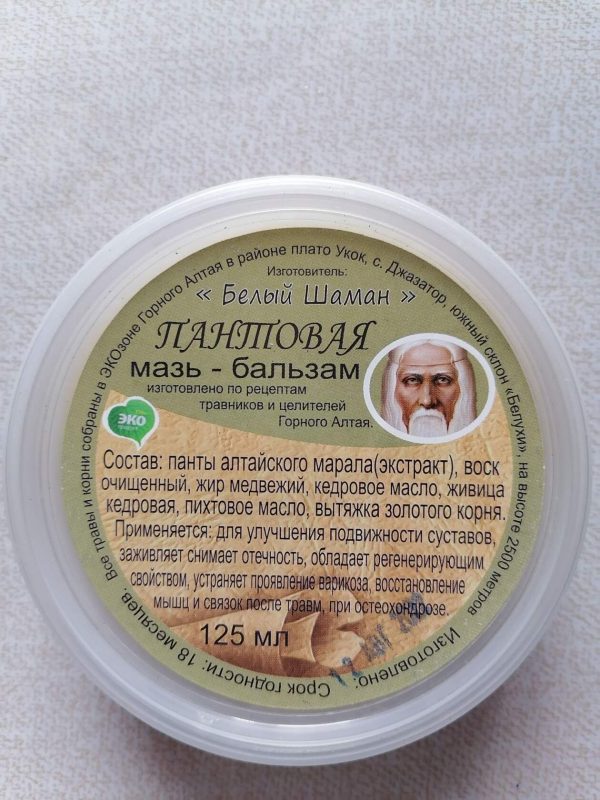 Все травы и корни собраны в ЭКОзоне Горного Алтая в районе плато Укок, с. Джазатор, южный склон «Белухи», на высоте 2500 метров
Изготовитель:
« Белый Шаман »
ПАНТОВАЯ
мазь - бальзам
изготовлено по рецептам
травников и целителей
Горного Алтая.
ЭКО
Состав: панты алтайского марала(экстракт), воск
очищенный, жир медвежий, кедровое масло, живица
кедровая, пихтовое масло, вытяжка золотого корня.
Применяется: для улучшения подвижности суставов,
заживляет снимает отечность, обладает регенерирующим
свойством, устраняет проявление варикоза, восстановление
мышц и связок после травм, при остеохондрозе.
125 мл
Изготовлено:
12 АВГ
Срок годности: 18 месяцев.